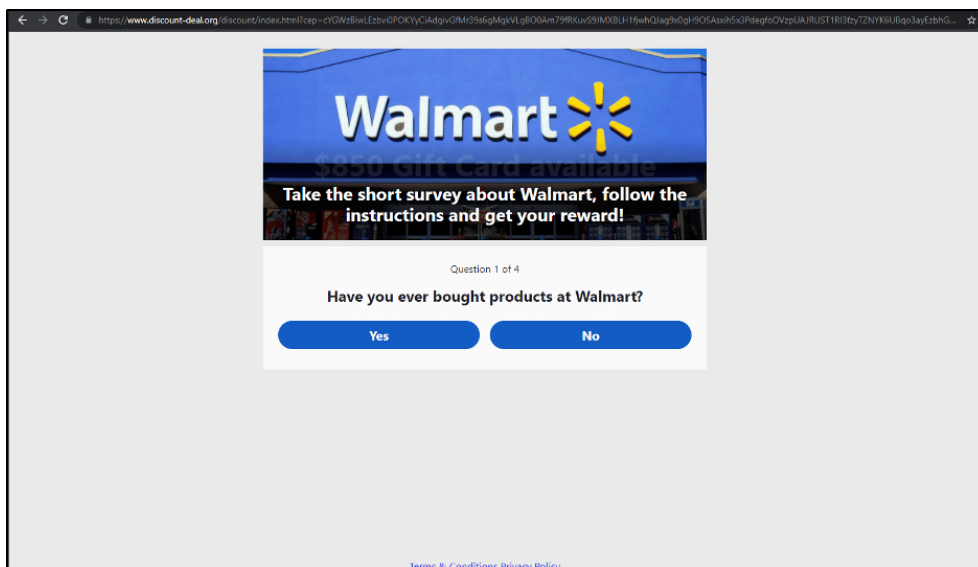 https://www.discount-deal.org/discount/index.html?cep=
Walmart
$850 Gift Card available
Take the short survey about Walmart, follow the
instructions and get your reward!
Question 1 of 4
Have you ever bought products at Walmart?
Yes No
Terms & Conditions Privacy Policy